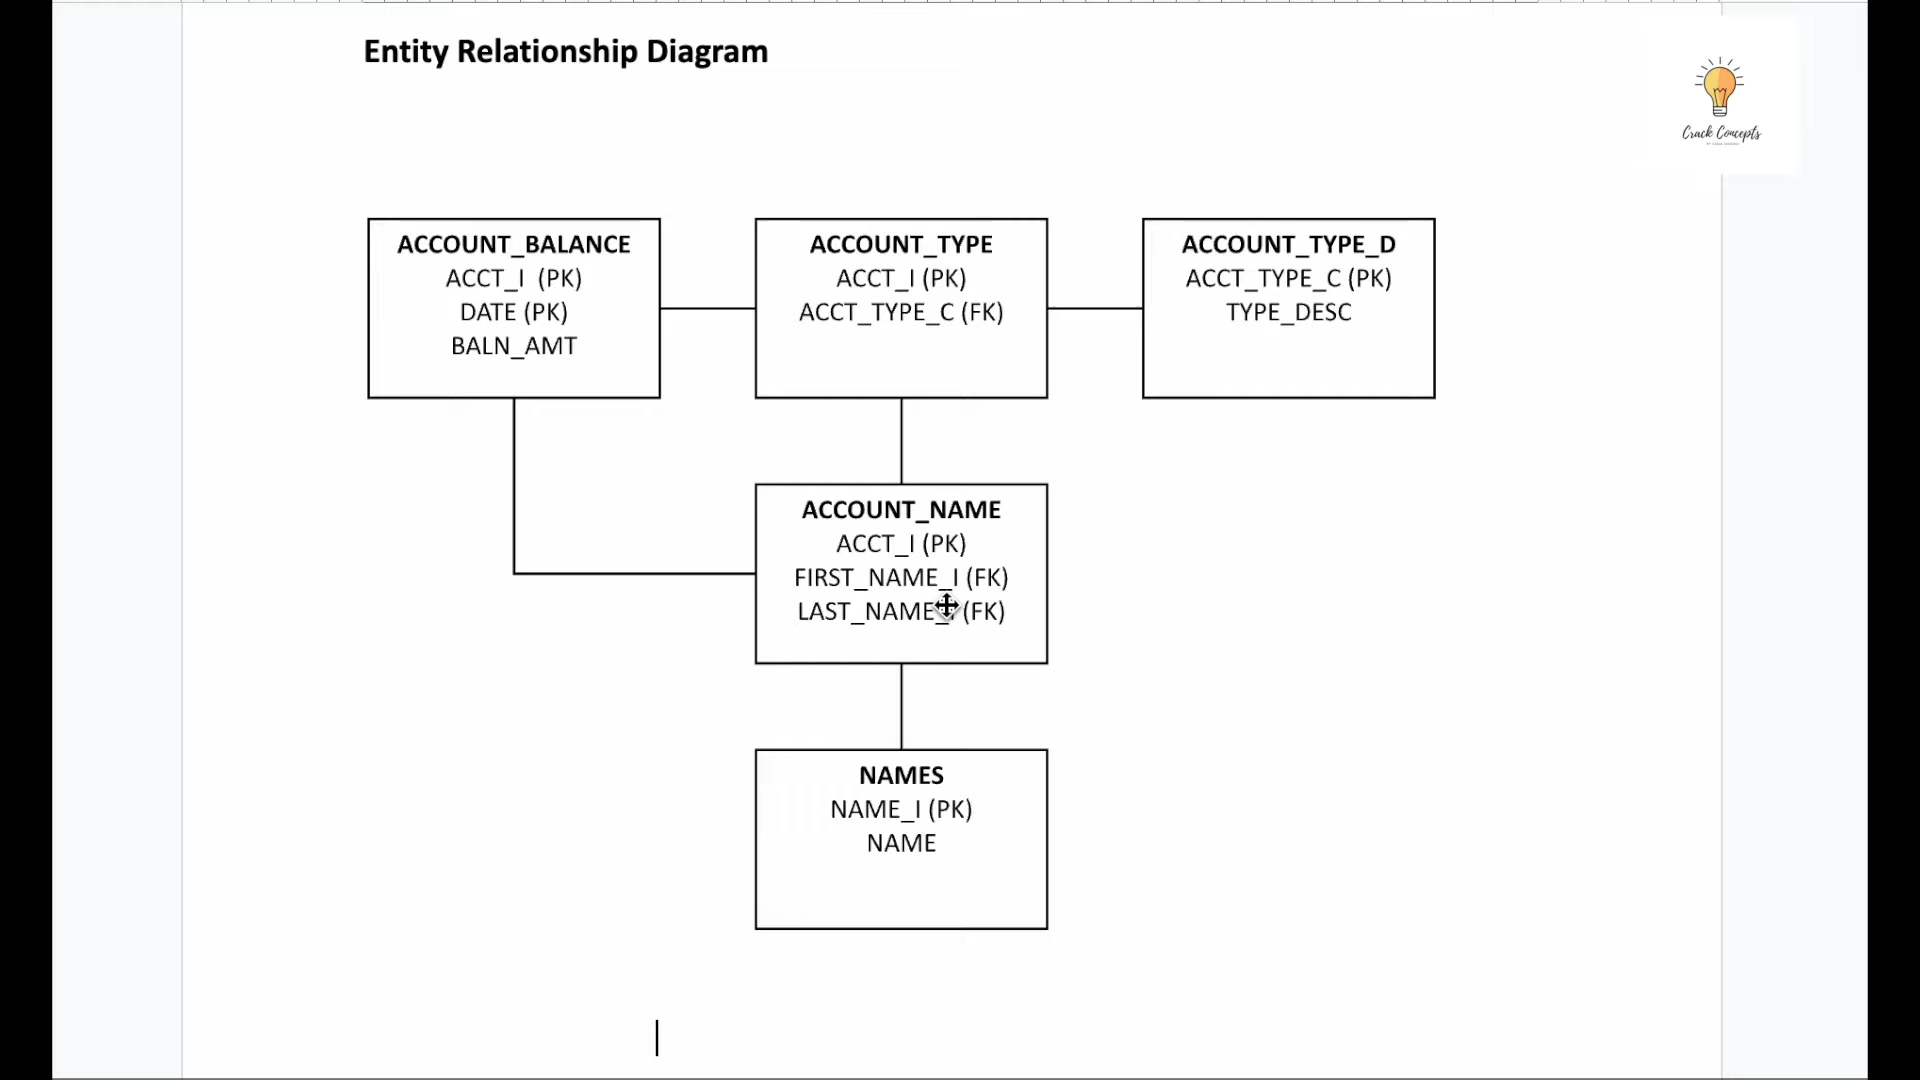 Entity Relationship Diagram
Crack Concepts
ACCOUNT_BALANCE
ACCT_I (PK)
DATE (PK)
BALN_AMT
ACCOUNT_TYPE
ACCT_I (PK)
ACCT_TYPE_C (FK)
ACCOUNT_TYPE_D
ACCT_TYPE_C (PK)
TYPE_DESC
ACCOUNT_NAME
ACCT_I (PK)
FIRST_NAME_I (FK)
LAST_NAME_I (FK)
NAMES
NAME_I (PK)
NAME